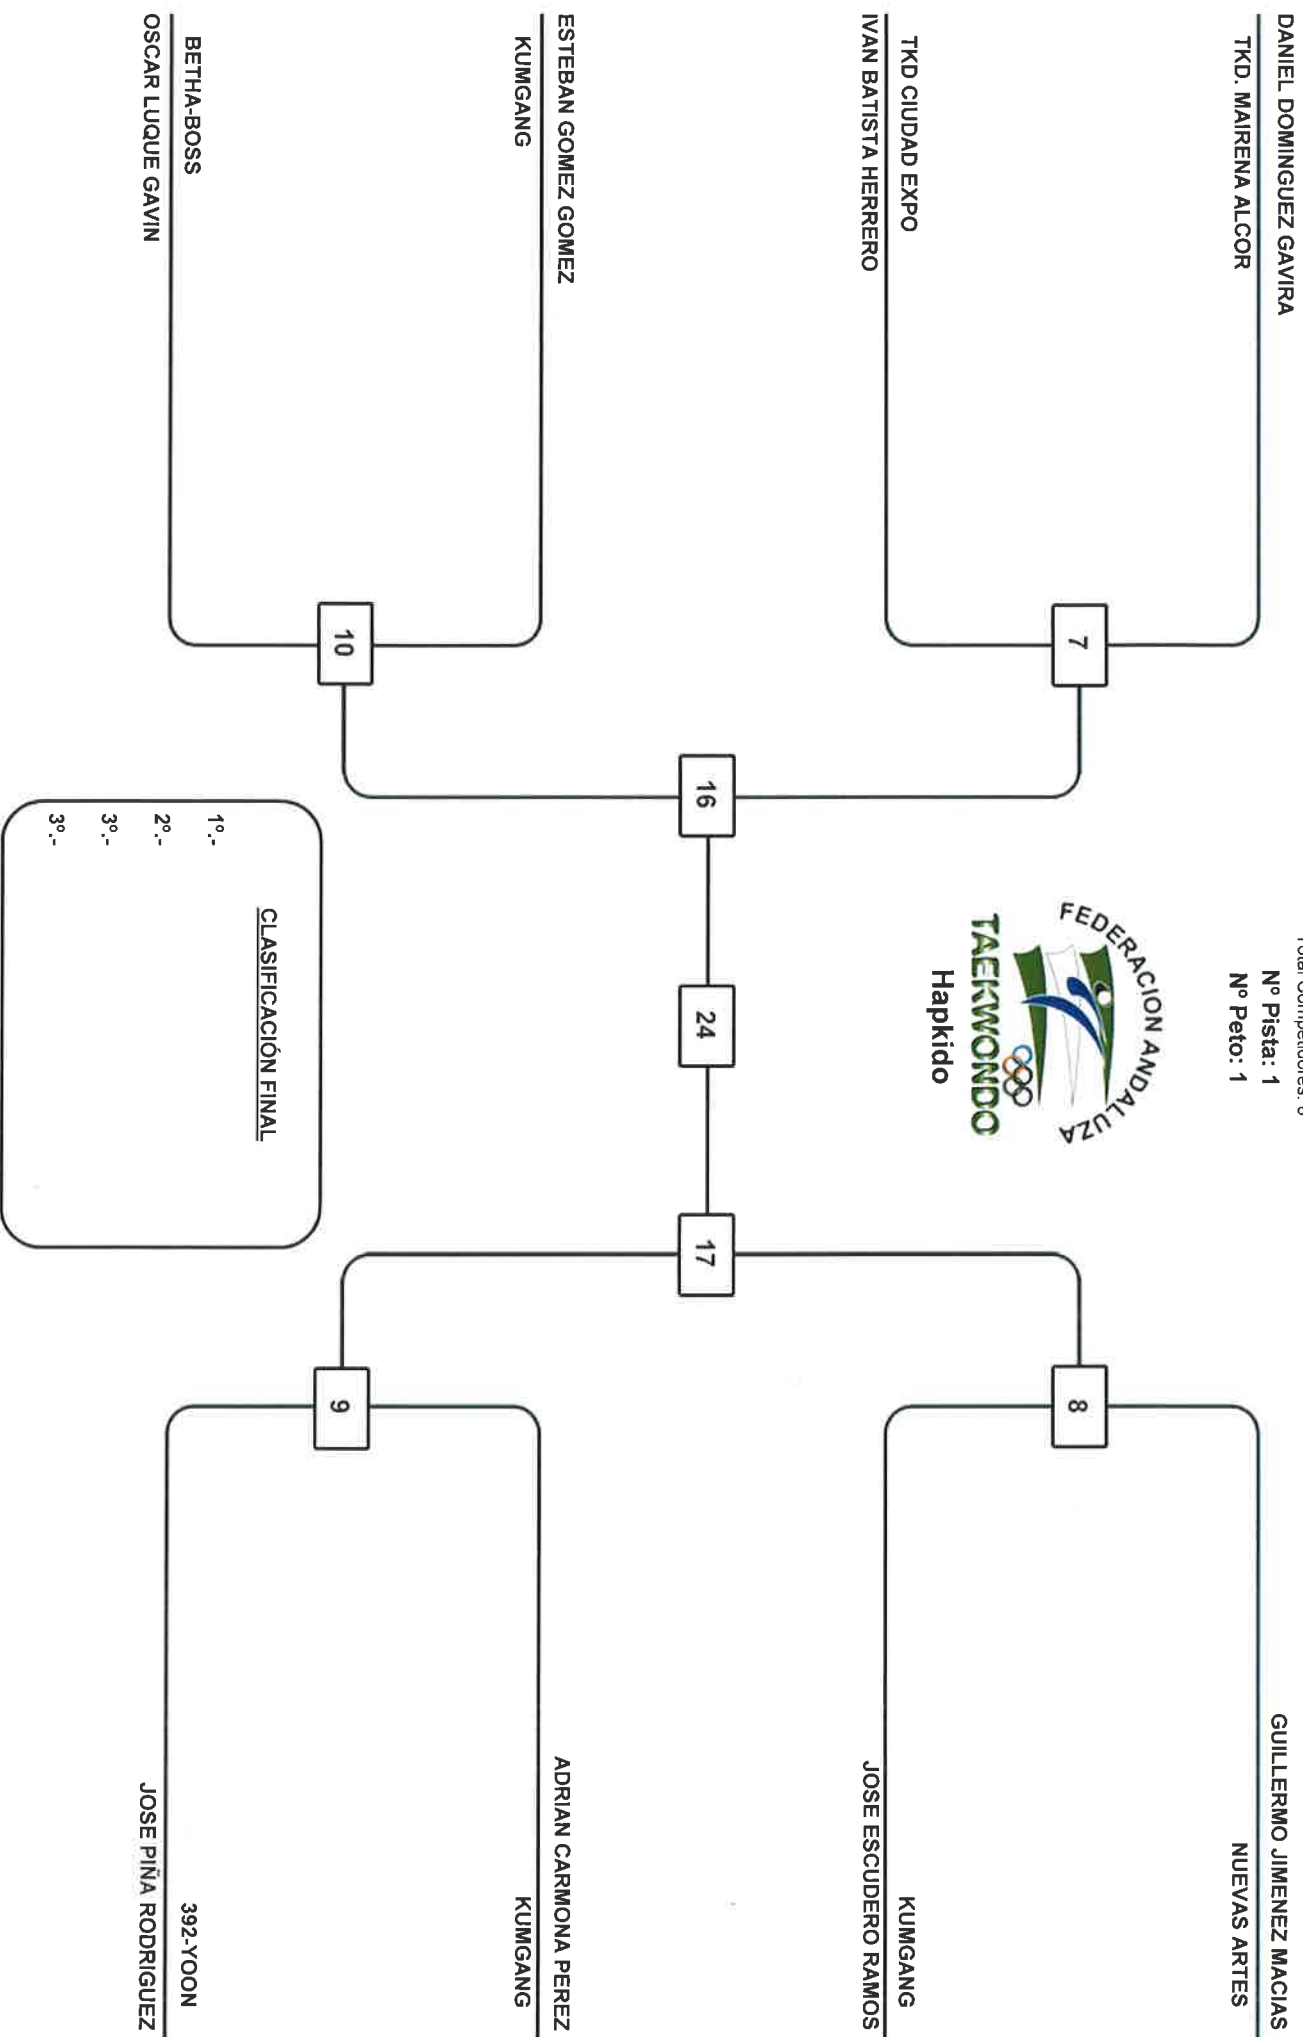 Total Competidores: 8
Nº Pista: 1
Nº Peto: 1
FEDERACION ANDALUZA
TAEKWONDO
Hapkido
DANIEL DOMINGUEZ GAVIRA
TKD. MAIRENA ALCOR
7
TKD CIUDAD EXPO
IVAN BATISTA HERRERO
16
ESTEBAN GOMEZ GOMEZ
KUMGANG
10
BETHA-BOSS
OSCAR LUQUE GAVIN
24
GUILLERMO JIMENEZ MACIAS
NUEVAS ARTES
8
KUMGANG
JOSE ESCUDERO RAMOS
17
ADRIAN CARMONA PEREZ
KUMGANG
9
392-YOON
JOSE PIÑA RODRIGUEZ
CLASIFICACIÓN FINAL
1º.-
2º.-
3º.-
3º.-